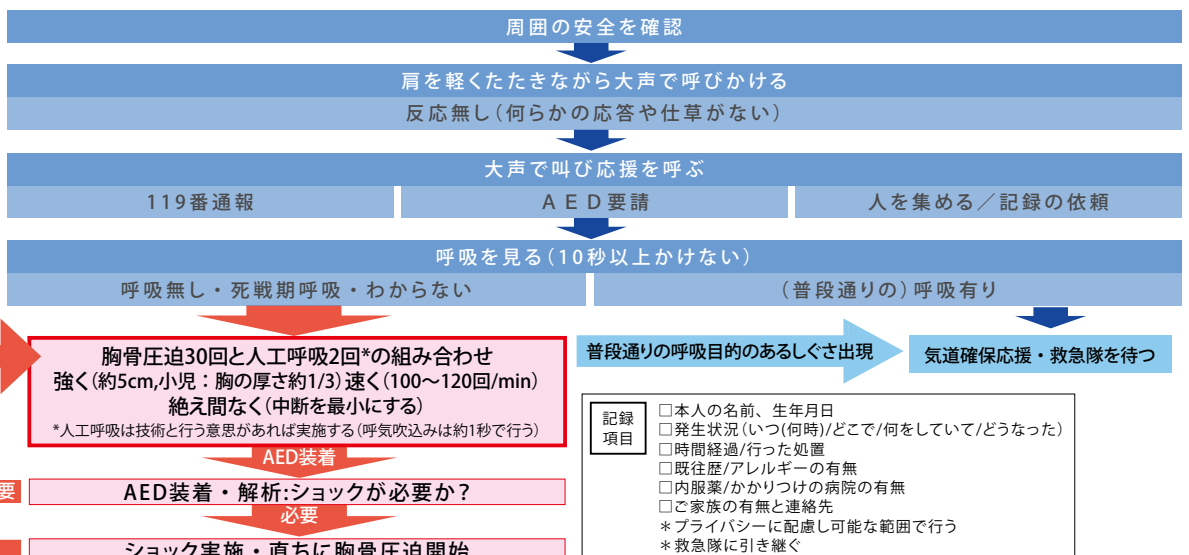 周囲の安全を確認
肩を軽くたたきながら大声で呼びかける
反応無し(何らかの応答や仕草がない)
大声で叫び応援を呼ぶ
119番通報
AED要請
人を集める／記録の依頼
呼吸を見る(10秒以上かけない)
呼吸無し・死戦期呼吸・わからない
(普段通りの)呼吸有り
胸骨圧迫30回と人工呼吸2回*の組み合わせ
強く(約5cm,小児：胸の厚さ約1/3)速く(100〜120回/min)
絶え間なく(中断を最小にする)
*人工呼吸は技術と行う意思があれば実施する(呼気吹込みは約1秒で行う)
普段通りの呼吸目的のあるしぐさ出現
気道確保応援・救急隊を待つ
AED装着
要
AED装着・解析:ショックが必要か？
必要
ショック実施・直ちに胸骨圧迫開始
記録
項目
□本人の名前、生年月日
□発生状況(いつ(何時)/どこで/何をしていて/どうなった)
□時間経過/行った処置
□既往歴/アレルギーの有無
□内服薬/かかりつけの病院の有無
□ご家族の有無と連絡先
＊プライバシーに配慮し可能な範囲で行う
＊救急隊に引き継ぐ